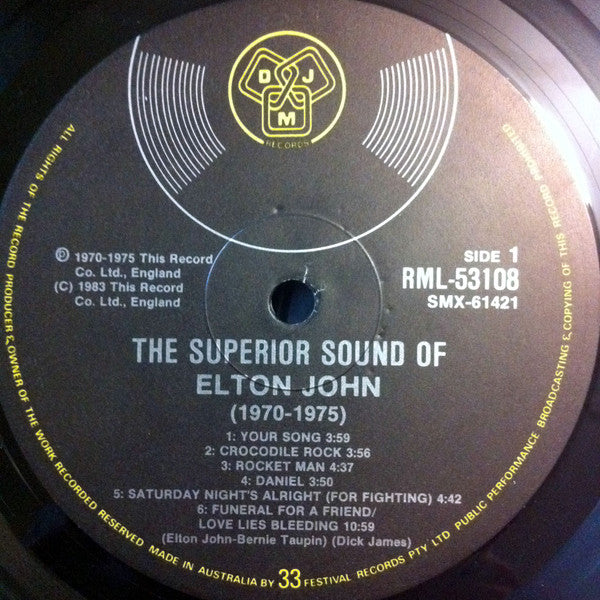 D J
M
RECORDS
℗ 1970-1975 This Record
Co. Ltd., England
(C) 1983 This Record
Co. Ltd., England
SIDE 1
RML-53108
SMX-61421
THE SUPERIOR SOUND OF
ELTON JOHN
(1970-1975)
1: YOUR SONG 3:59
2: CROCODILE ROCK 3:56
3: ROCKET MAN 4:37
4: DANIEL 3:50
5: SATURDAY NIGHT'S ALRIGHT (FOR FIGHTING) 4:42
6: FUNERAL FOR A FRIEND/
LOVE LIES BLEEDING 10:59
(Elton John-Bernie Taupin) (Dick James)
ALL RIGHTS OF THE RECORD PRODUCER & OWNER OF THE WORK RECORDED RESERVED MADE IN AUSTRALIA BY 33 FESTIVAL RECORDS PTY LTD PUBLIC PERFORMANCE BROADCASTING & COPYING OF THIS RECORD PROHIBITED